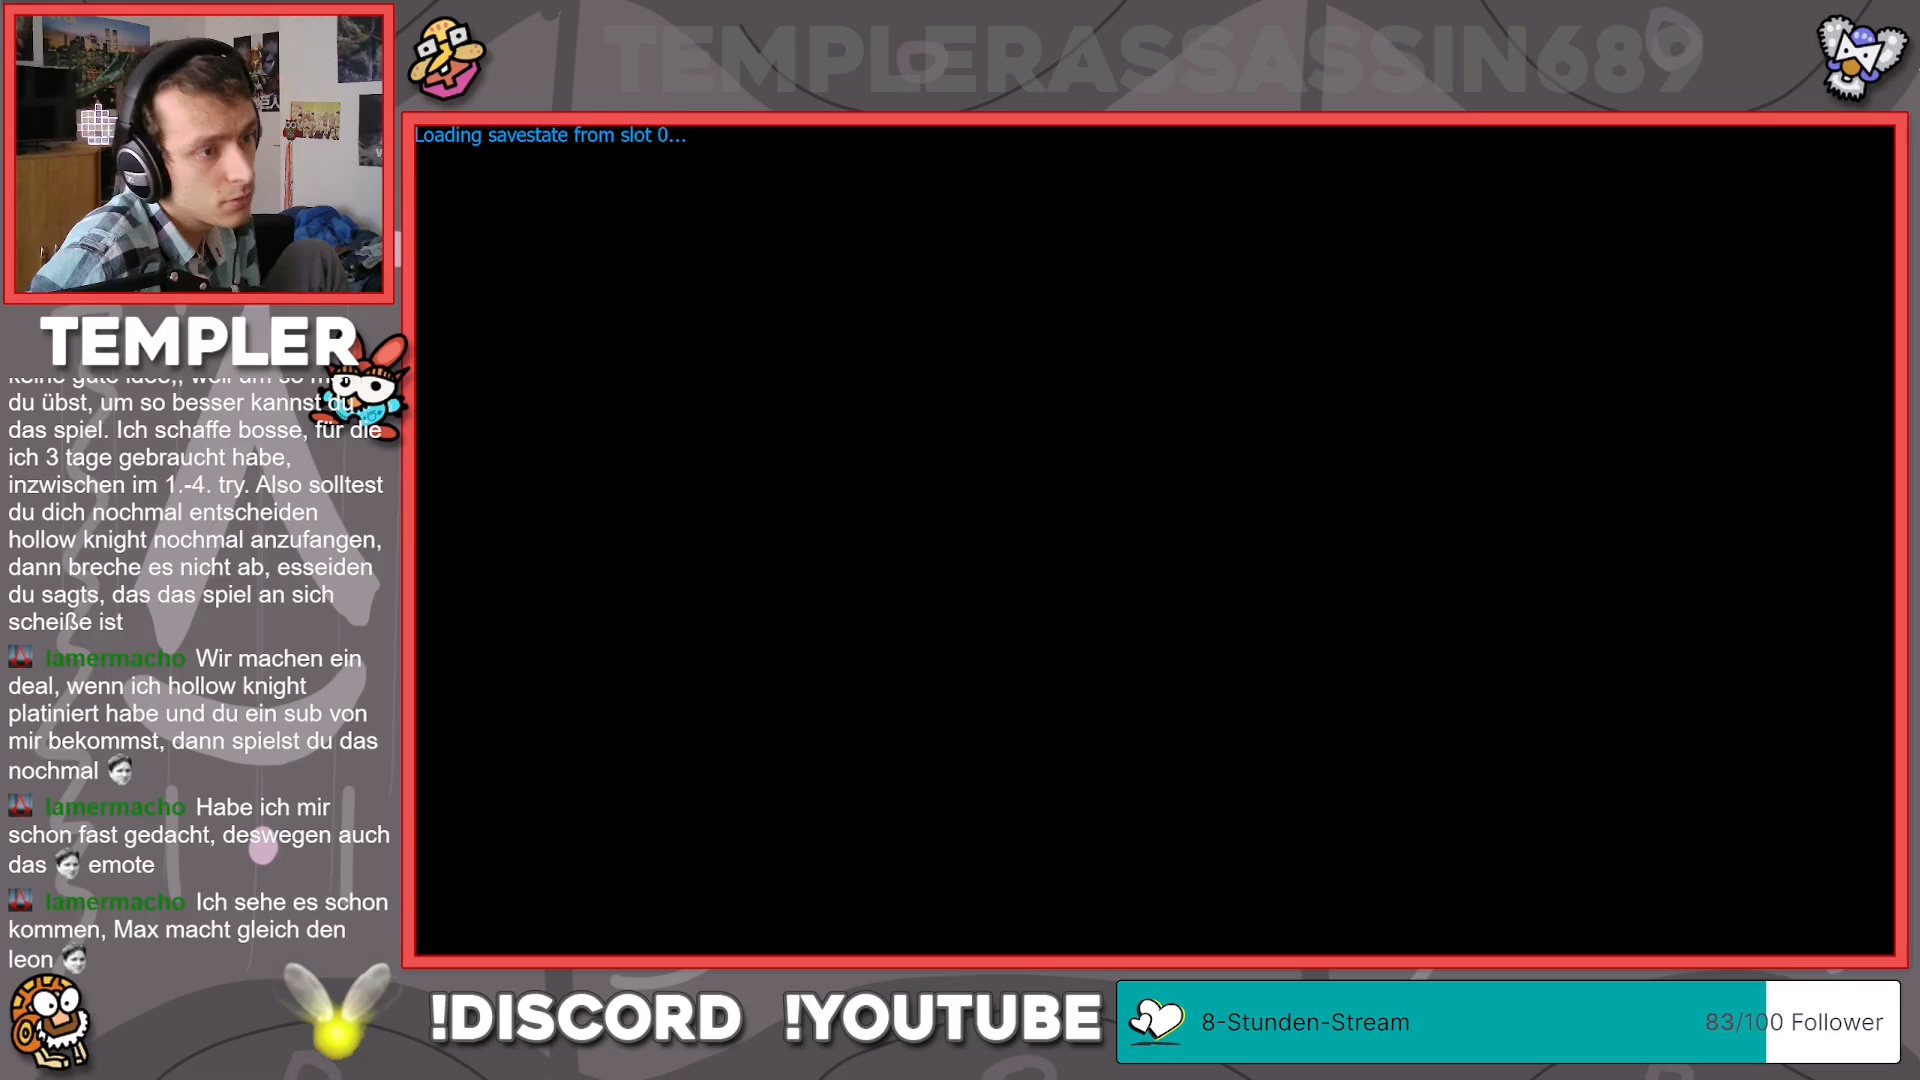 TEMPLERASSASSIN689
Loading savestate from slot 0...
TEMPLER
du übst, um so besser kannst du
das spiel. Ich schaffe bosse, für die
ich 3 tage gebraucht habe,
inzwischen im 1.-4. try. Also solltest
du dich nochmal entscheiden
hollow knight nochmal anzufangen,
dann breche es nicht ab, esseiden
du sagts, das das spiel an sich
scheiße ist
lamermacho Wir machen ein
deal, wenn ich hollow knight
platiniert habe und du ein sub von
mir bekommst, dann spielst du das
nochmal
lamermacho Habe ich mir
schon fast gedacht, deswegen auch
das emote
lamermacho Ich sehe es schon
kommen, Max macht gleich den
leon
!DISCORD !YOUTUBE
8-Stunden-Stream 83/100 Follower